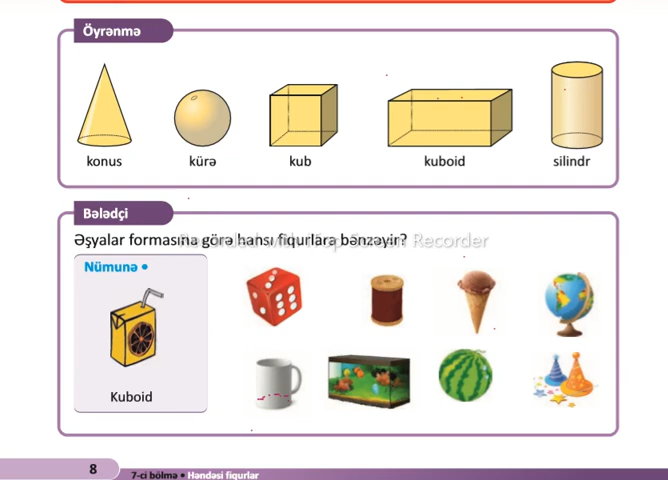 Öyrənmə
konus
kürə
kub
kuboid
silindr
Bələdçi
Əşyalar formasına görə hansı fiqurlara bənzəyir?
Nümunə •
Kuboid
8
7-ci bölmə • Həndəsi fiqurlar